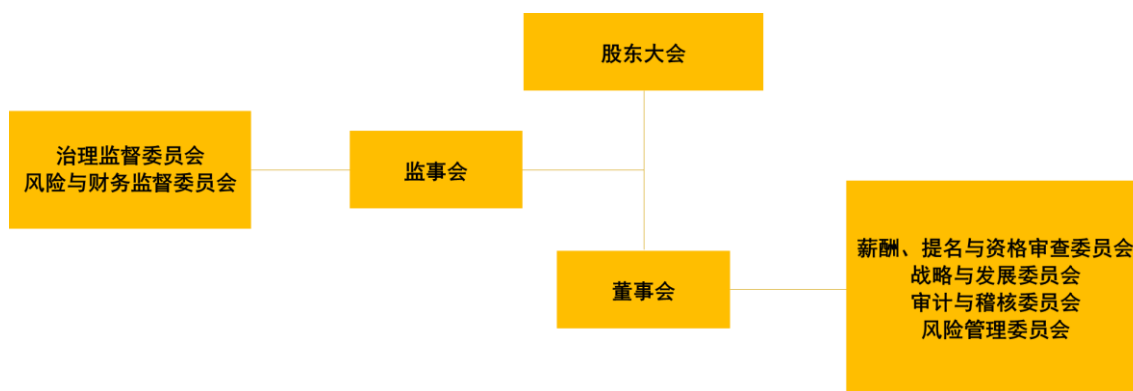 股东大会
治理监督委员会
风险与财务监督委员会
监事会
董事会
薪酬、提名与资格审查委员会
战略与发展委员会
审计与稽核委员会
风险管理委员会